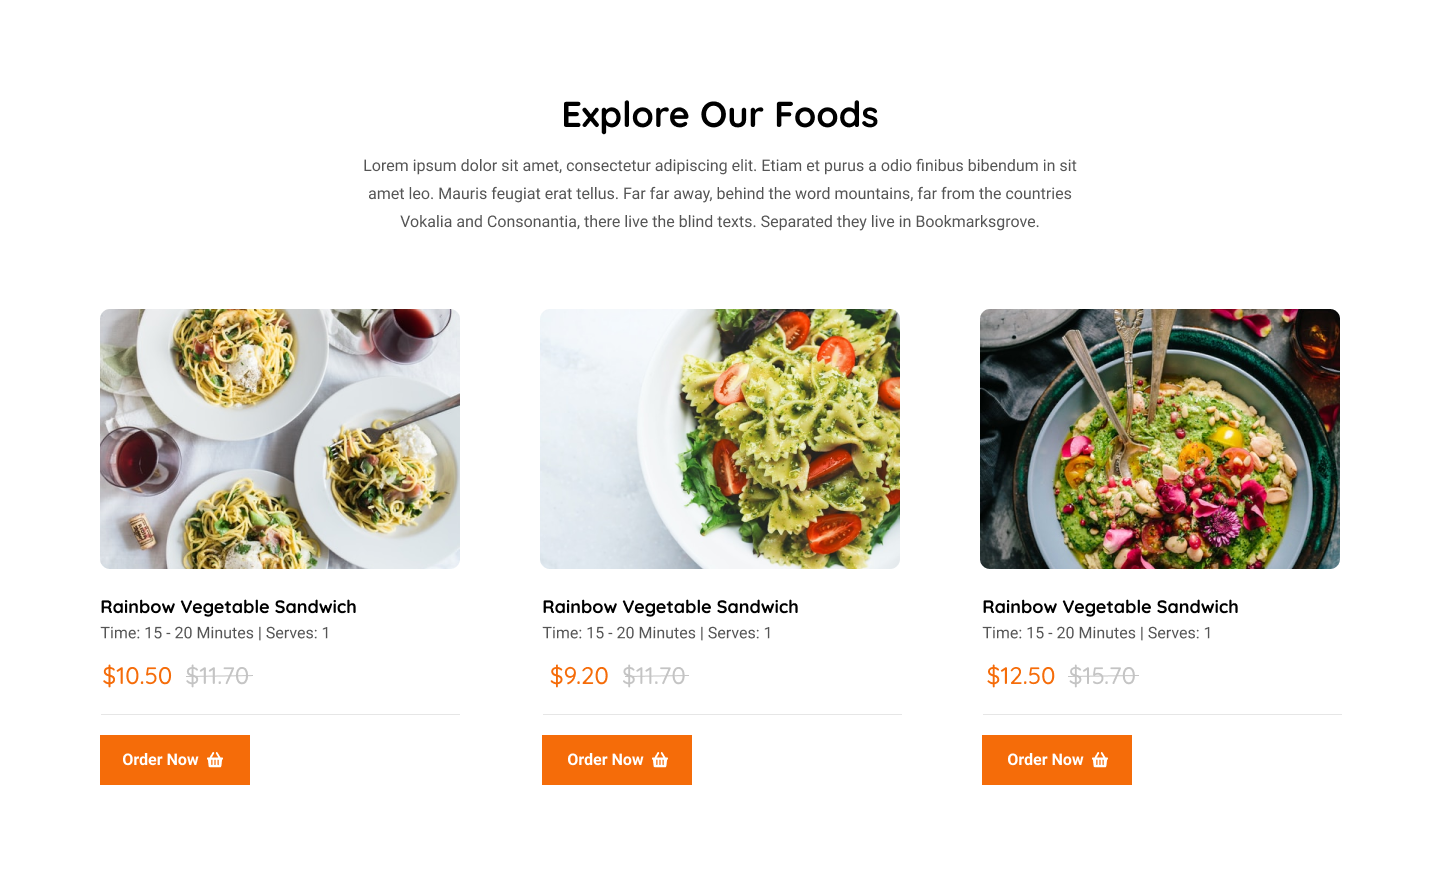 Explore Our Foods
Lorem ipsum dolor sit amet, consectetur adipiscing elit. Etiam et purus a odio finibus bibendum in sit
amet leo. Mauris feugiat erat tellus. Far far away, behind the word mountains, far from the countries
Vokalia and Consonantia, there live the blind texts. Separated they live in Bookmarksgrove.
Rainbow Vegetable Sandwich
Time: 15 - 20 Minutes | Serves: 1
$10.50 $11.70
Order Now
Rainbow Vegetable Sandwich
Time: 15 - 20 Minutes | Serves: 1
$9.20 $11.70
Order Now
Rainbow Vegetable Sandwich
Time: 15 - 20 Minutes | Serves: 1
$12.50 $15.70
Order Now